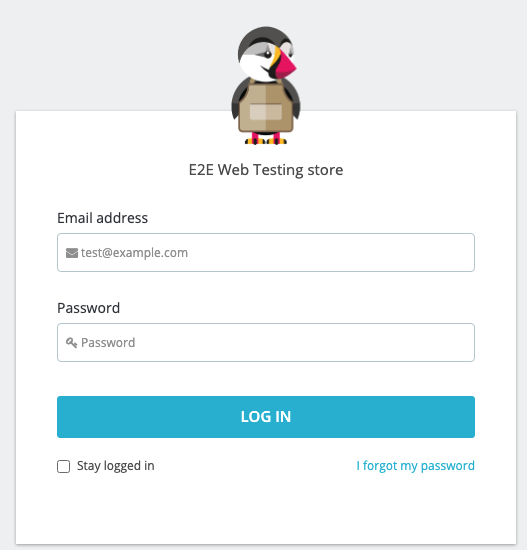 E2E Web Testing store
Email address
test@example.com
Password
Password
LOG IN
Stay logged in
I forgot my password